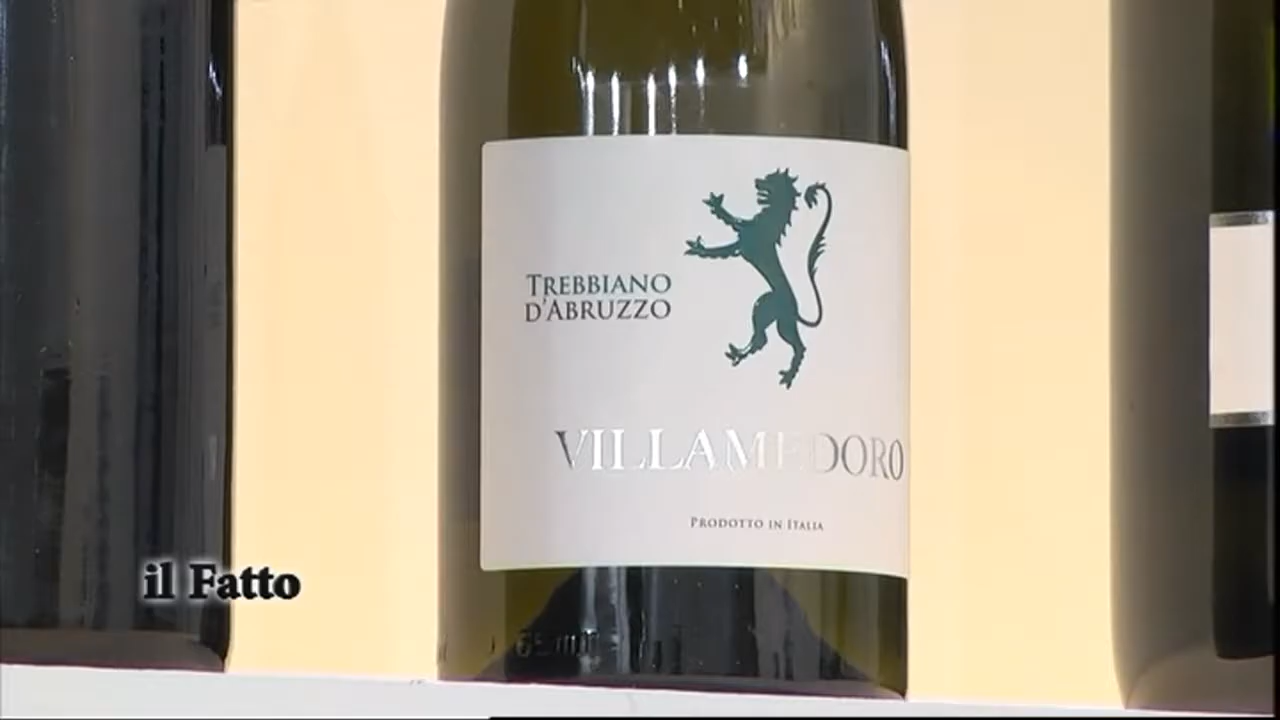 TREBBIANO
D'ABRUZZO
VILLAMEDORO
PRODOTTO IN ITALIA
il Fatto